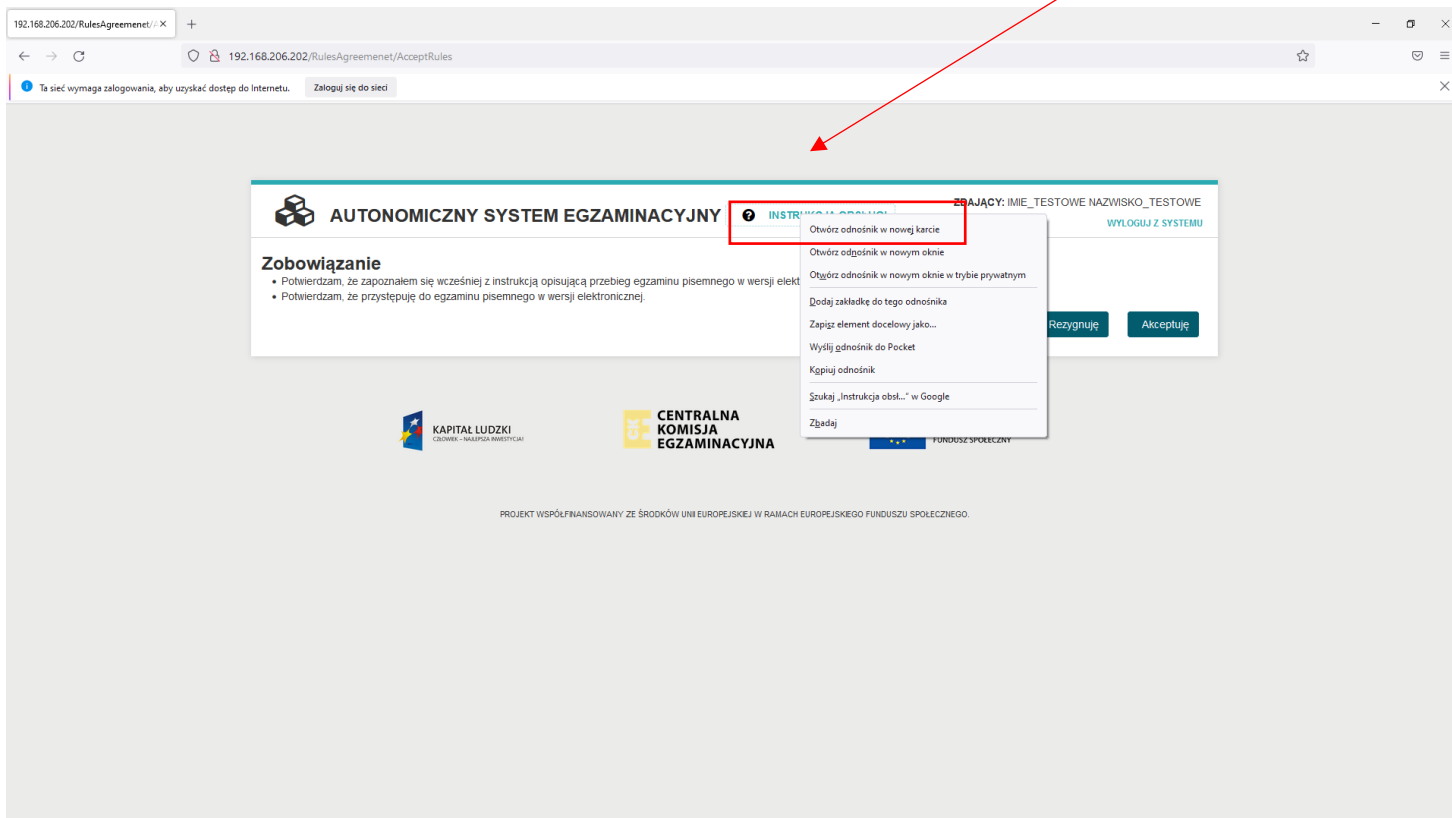 192.168.206.202/RulesAgreemenet/
192.168.206.202/RulesAgreemenet/AcceptRules
Ta sieć wymaga zalogowania, aby uzyskać dostęp do Internetu. Zaloguj się do sieci
AUTONOMICZNY SYSTEM EGZAMINACYJNY
ZDAJĄCY: IMIE_TESTOWE NAZWISKO_TESTOWE
WYLOGUJ Z SYSTEMU
Zobowiązanie
• Potwierdzam, że zapoznałem się wcześniej z instrukcją opisującą przebieg egzaminu pisemnego w wersji elekt
• Potwierdzam, że przystępuję do egzaminu pisemnego w wersji elektronicznej.
Otwórz odnośnik w nowej karcie
Otwórz odnośnik w nowym oknie
Otwórz odnośnik w nowym oknie w trybie prywatnym
Dodaj zakładkę do tego odnośnika
Zapisz element docelowy jako...
Wyślij odnośnik do Pocket
Kopiuj odnośnik
Szukaj „Instrukcja obsł..." w Google
Zbadaj
Rezygnuję
Akceptuję
KAPITAŁ LUDZKI
CZŁOWIEK – NAJLEPSZA INWESTYCJA!
CKE
CENTRALNA
KOMISJA
EGZAMINACYJNA
FUNDUSZ SPOŁECZNY
PROJEKT WSPÓŁFINANSOWANY ZE ŚRODKÓW UNII EUROPEJSKIEJ W RAMACH EUROPEJSKIEGO FUNDUSZU SPOŁECZNEGO.